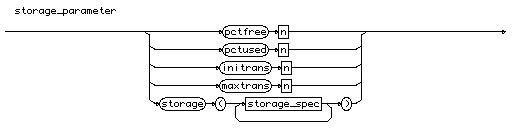 storage_parameter
pctfree n
pctused n
initrans n
maxtrans n
storage ( storage_spec )